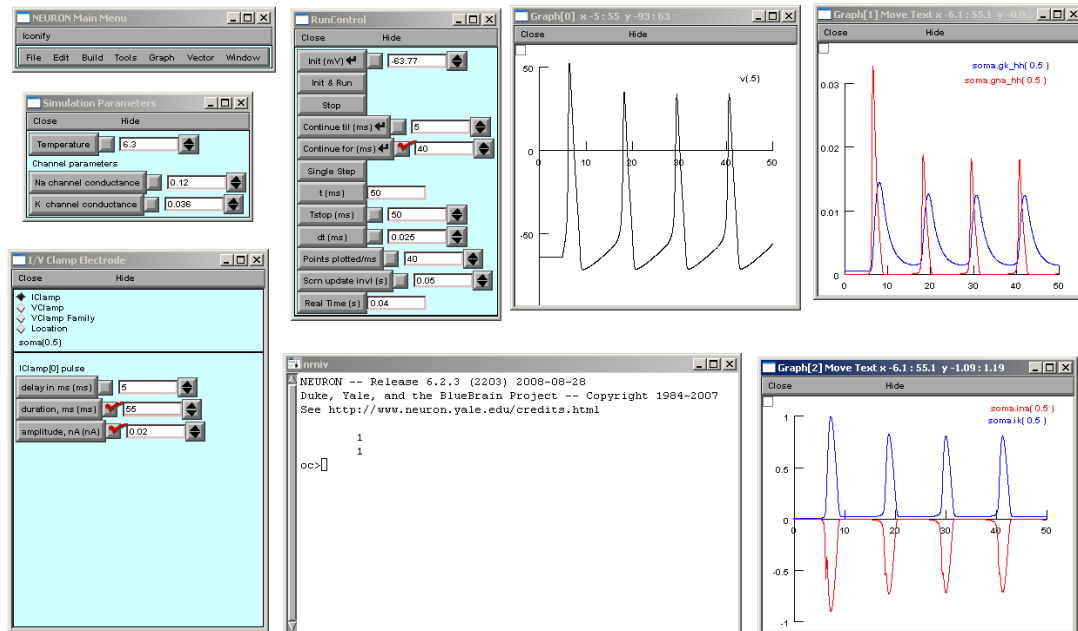 NEURON Main Menu
Iconify
File Edit Build Tools Graph Vector Window
Simulation Parameters
Close Hide
Temperature 6.3
Channel parameters
Na channel conductance 0.12
K channel conductance 0.036
RunControl
Close Hide
Init (mV) -63.77
Init & Run
Stop
Continue til (ms) 5
Continue for (ms) 40
Single Step
t (ms) 50
Tstop (ms) 50
dt (ms) 0.025
Points plotted/ms 40
Scrn update invl (s) 0.05
Real Time (s) 0.04
Graph[0] x -5 : 55 y -93 : 63
Close Hide
50
v(.5)
0
0 10 20 30 40 50
-50
Graph[1] Move Text x -6.1 : 55.1 y -0.0...
Close Hide
soma.gk_hh( 0.5 )
soma.gna_hh( 0.5 )
0.03
0.02
0.01
0
0 10 20 30 40 50
I/V Clamp Electrode
Close Hide
IClamp
VClamp
VClamp Family
Location
soma(0.5)
IClamp[0] pulse
delay in ms (ms) 5
duration, ms (ms) 55
amplitude, nA (nA) 0.02
nrniv
NEURON -- Release 6.2.3 (2203) 2008-08-28
Duke, Yale, and the BlueBrain Project -- Copyright 1984-2007
See http://www.neuron.yale.edu/credits.html
1
1
oc>
Graph[2] Move Text x -6.1 : 55.1 y -1.09 : 1.19
Close Hide
soma.ina( 0.5 )
soma.ik( 0.5 )
1
0.5
0
0 10 20 30 40 50
-0.5
-1